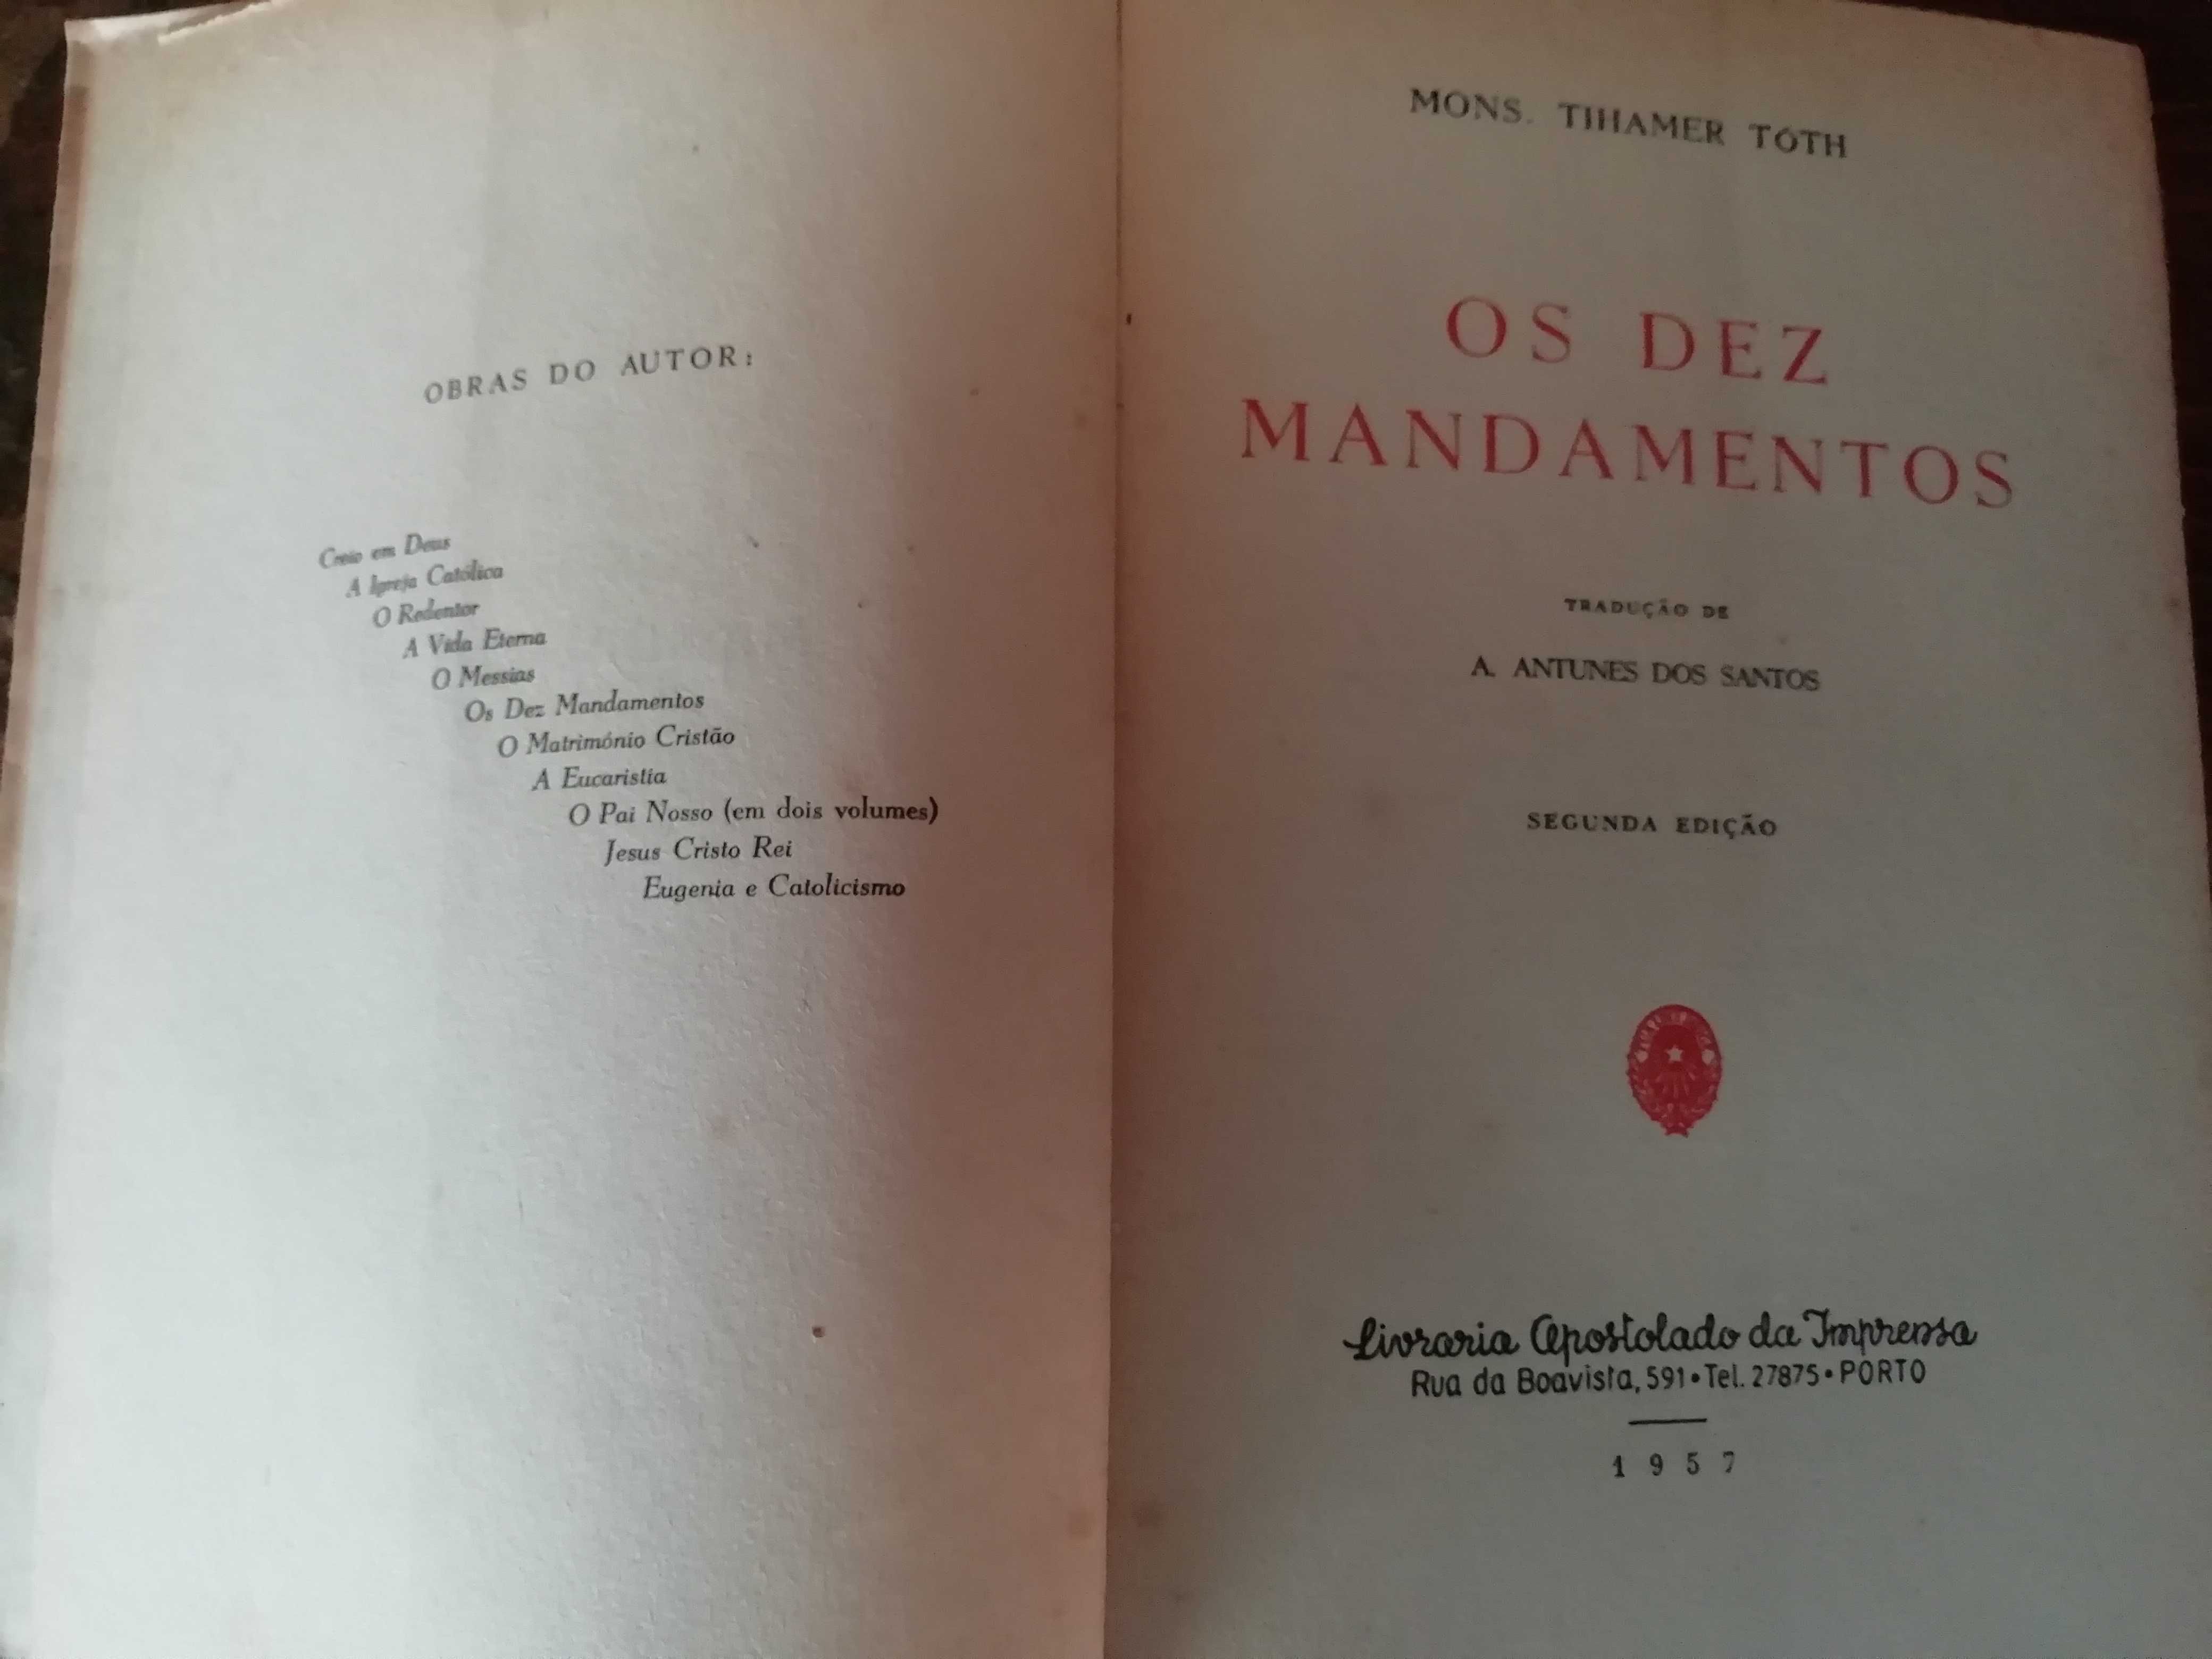 OBRAS DO AUTOR:
Creio em Deus
A Igreja Católica
O Redentor
A Vida Eterna
O Messias
Os Dez Mandamentos
O Matrimónio Cristão
A Eucaristia
O Pai Nosso (em dois volumes)
Jesus Cristo Rei
Eugenia e Catolicismo
MONS. TIHAMER TÓTH
OS DEZ
MANDAMENTOS
TRADUÇÃO DE
A. ANTUNES DOS SANTOS
SEGUNDA EDIÇÃO
Livraria Apostolado da Imprensa
Rua da Boavista, 591 • Tel. 27875 • PORTO
1957